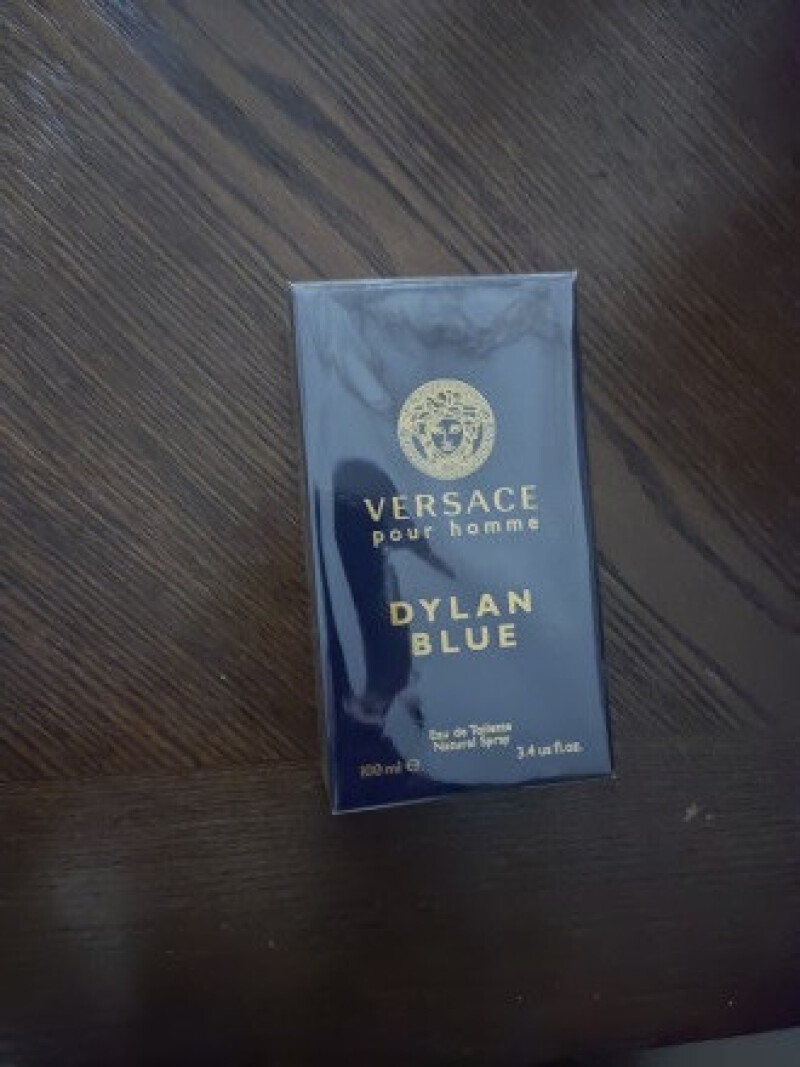 VERSACE
pour homme
DYLAN
BLUE
Eau de Toilette
Natural Spray
100 ml ℮ 3.4 us fl.oz.